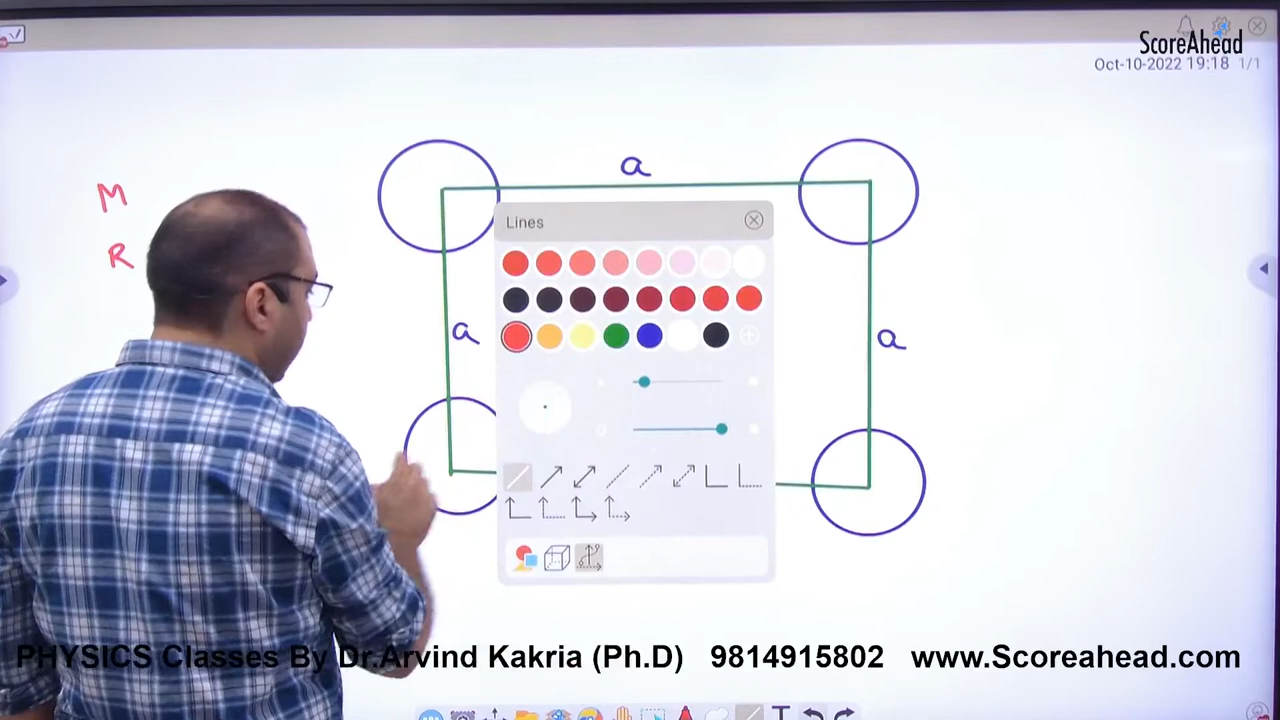 ScoreAhead
Oct-10-2022 19:18 1/1
a
M
R
Lines
a
a
PHYSICS Classes By Dr.Arvind Kakria (Ph.D) 9814915802 www.Scoreahead.com
T